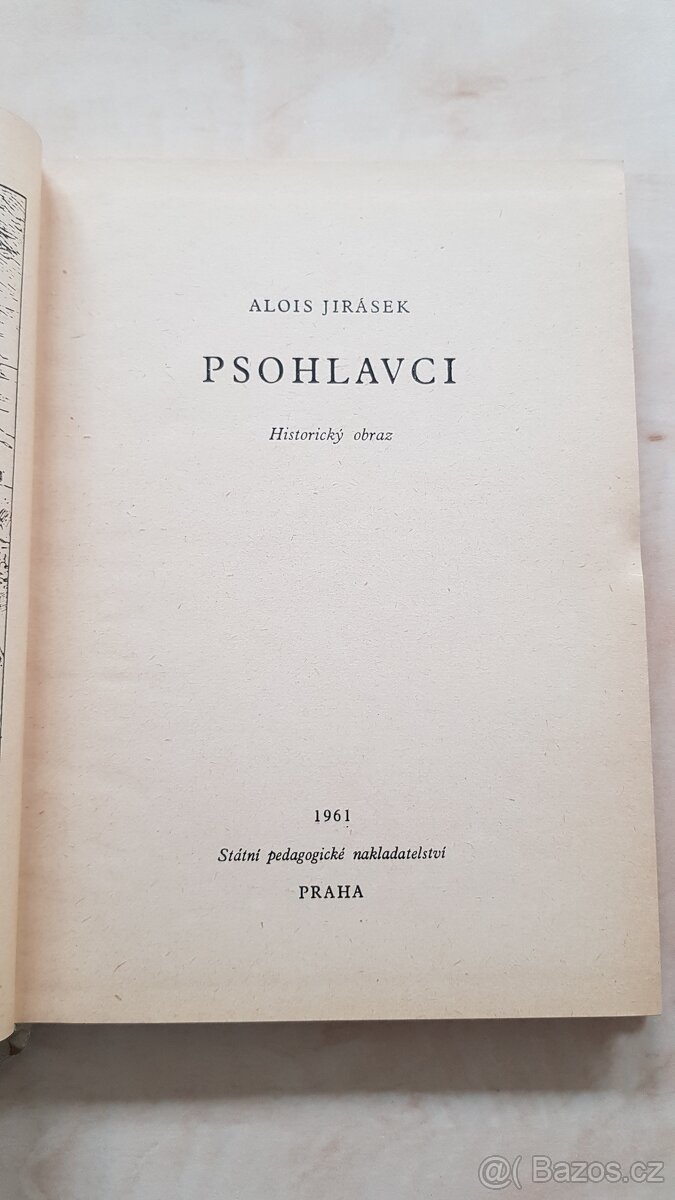 ALOIS JIRÁSEK
PSOHLAVCI
Historický obraz
1961
Státní pedagogické nakladatelství
PRAHA
@( Bazos.cz